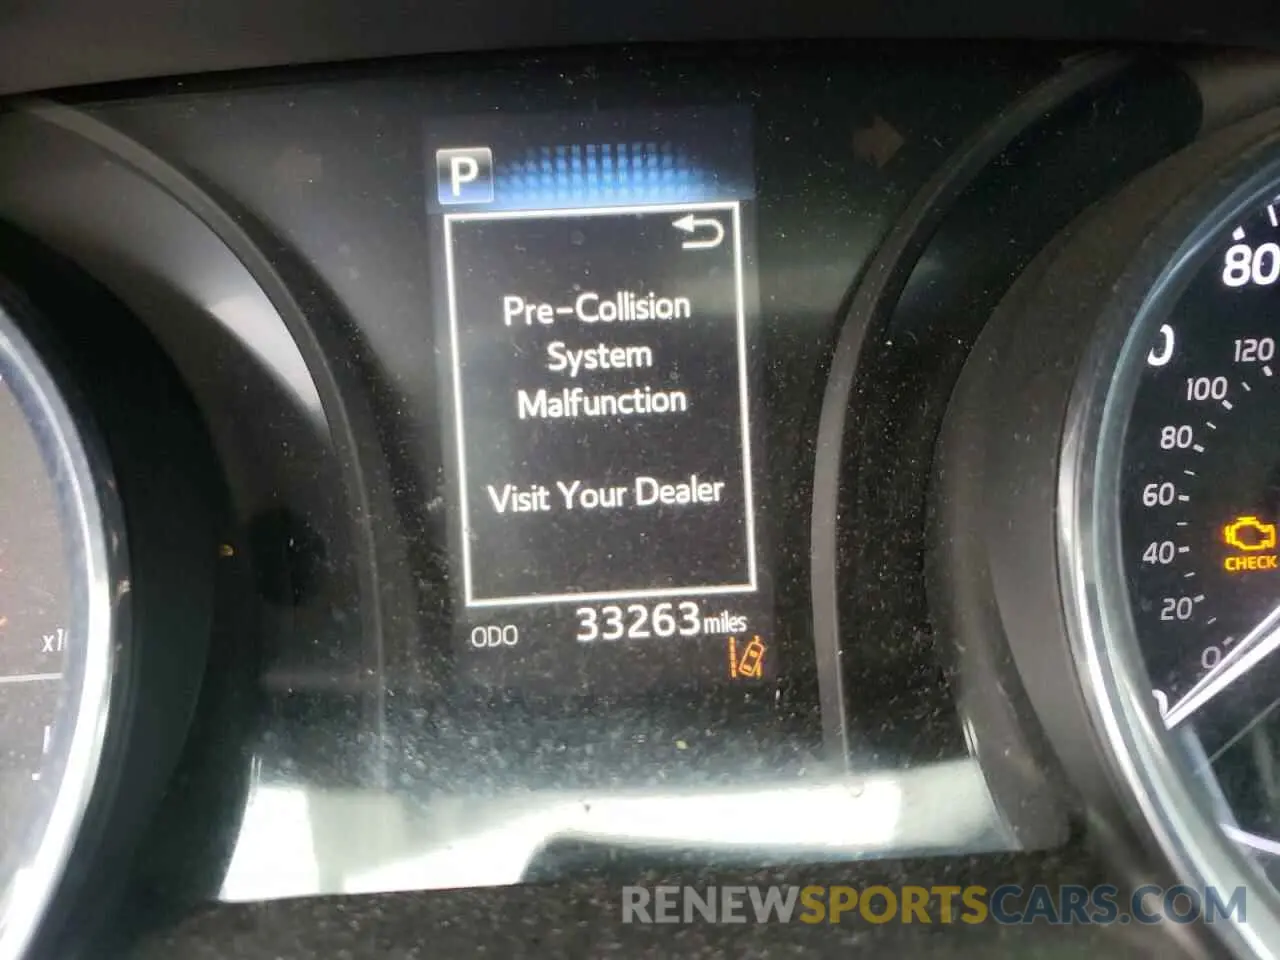 P
Pre-Collision
System
Malfunction
Visit Your Dealer
ODO 33263 miles
80
120
100
80
60
40
20
0
CHECK
RENEWSPORTSCARS.COM